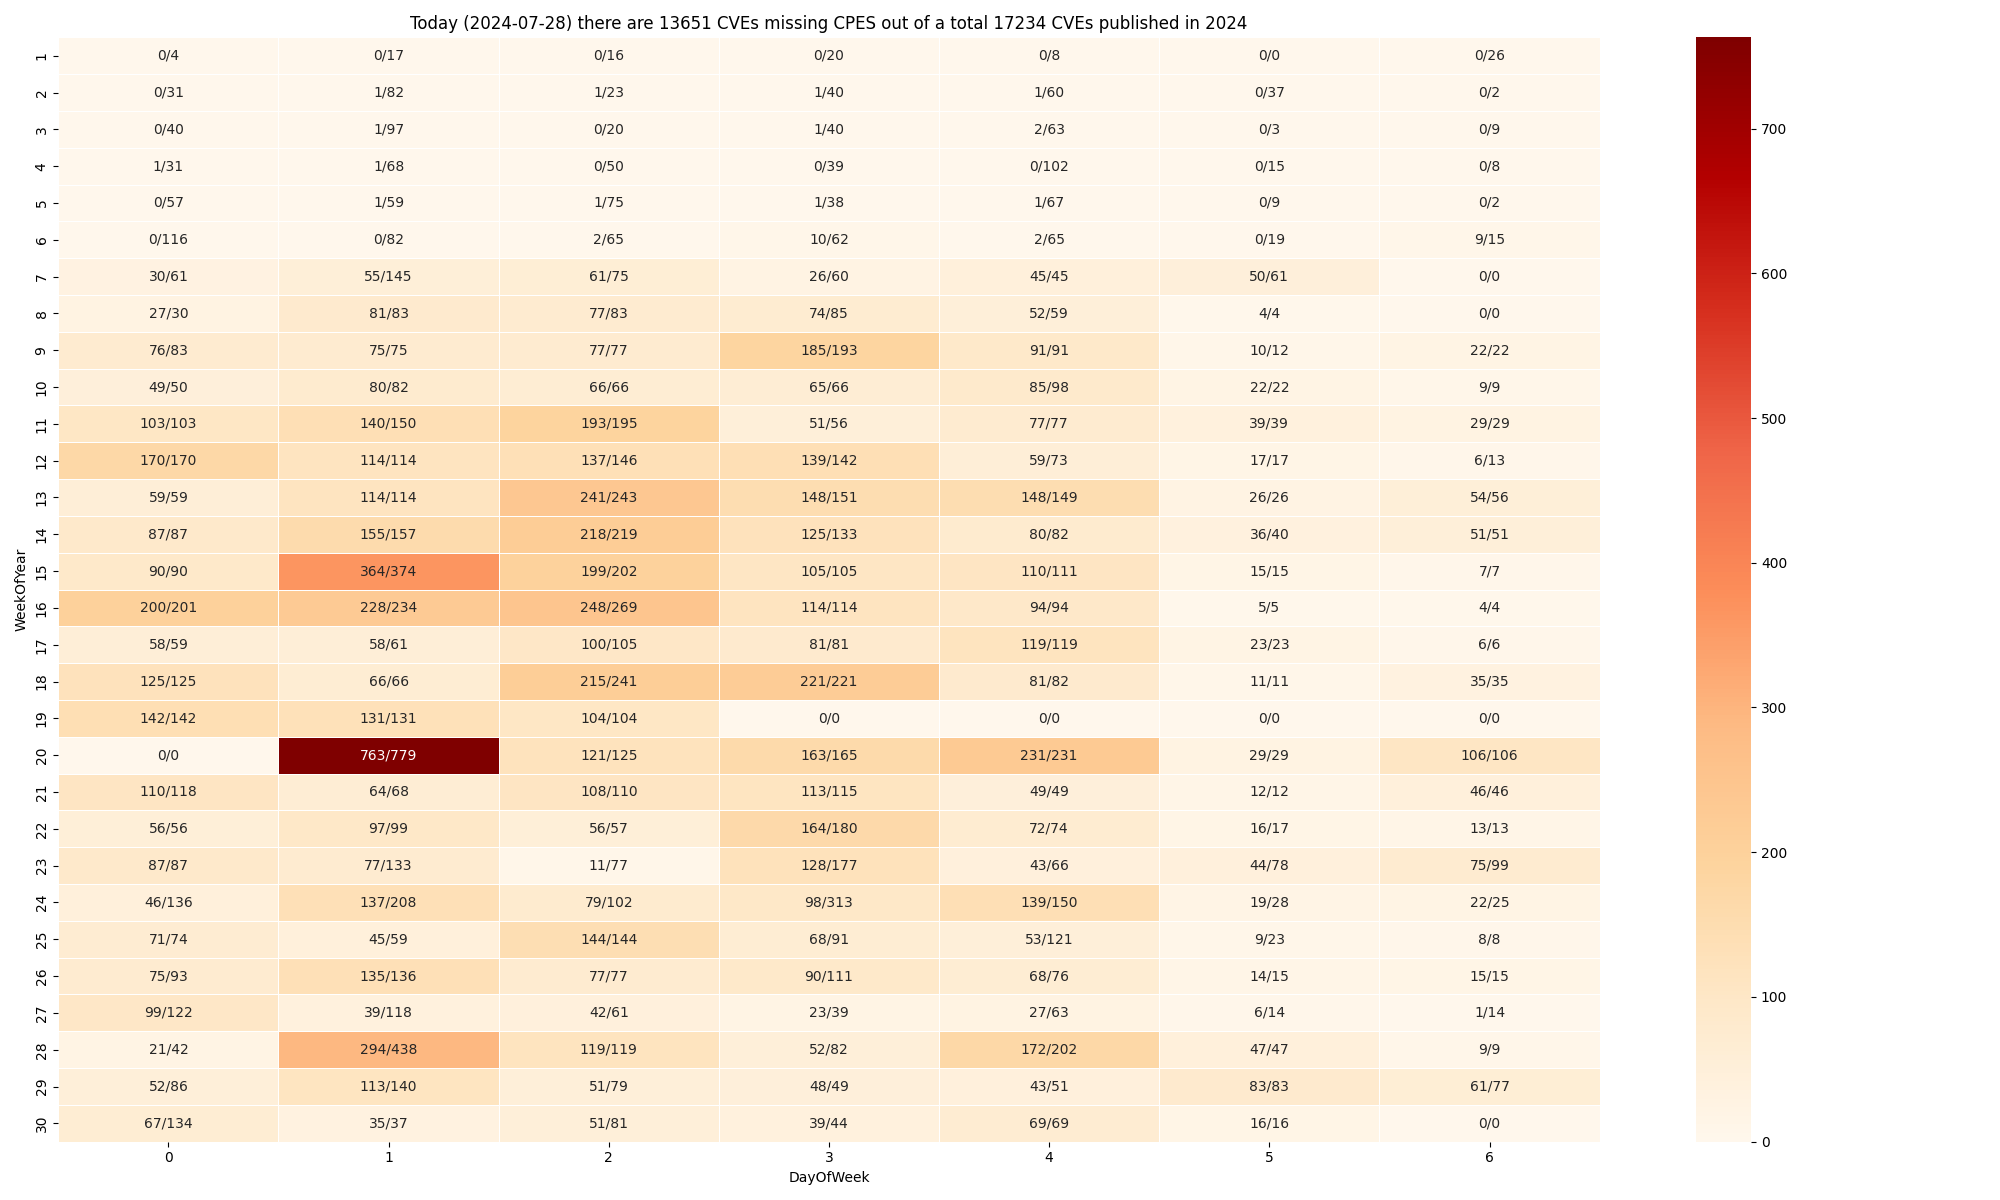 Today (2024-07-28) there are 13651 CVEs missing CPES out of a total 17234 CVEs published in 2024
1 0/4 0/17 0/16 0/20 0/8 0/0 0/26
2 0/31 1/82 1/23 1/40 1/60 0/37 0/2
3 0/40 1/97 0/20 1/40 2/63 0/3 0/9
700
4 1/31 1/68 0/50 0/39 0/102 0/15 0/8
5 0/57 1/59 1/75 1/38 1/67 0/9 0/2
6 0/116 0/82 2/65 10/62 2/65 0/19 9/15
7 30/61 55/145 61/75 26/60 45/45 50/61 0/0
600
8 27/30 81/83 77/83 74/85 52/59 4/4 0/0
9 76/83 75/75 77/77 185/193 91/91 10/12 22/22
10 49/50 80/82 66/66 65/66 85/98 22/22 9/9
11 103/103 140/150 193/195 51/56 77/77 39/39 29/29
500
12 170/170 114/114 137/146 139/142 59/73 17/17 6/13
13 59/59 114/114 241/243 148/151 148/149 26/26 54/56
14 87/87 155/157 218/219 125/133 80/82 36/40 51/51
400
15 90/90 364/374 199/202 105/105 110/111 15/15 7/7
WeekOfYear
16 200/201 228/234 248/269 114/114 94/94 5/5 4/4
17 58/59 58/61 100/105 81/81 119/119 23/23 6/6
18 125/125 66/66 215/241 221/221 81/82 11/11 35/35
300
19 142/142 131/131 104/104 0/0 0/0 0/0 0/0
20 0/0 763/779 121/125 163/165 231/231 29/29 106/106
21 110/118 64/68 108/110 113/115 49/49 12/12 46/46
22 56/56 97/99 56/57 164/180 72/74 16/17 13/13
200
23 87/87 77/133 11/77 128/177 43/66 44/78 75/99
24 46/136 137/208 79/102 98/313 139/150 19/28 22/25
25 71/74 45/59 144/144 68/91 53/121 9/23 8/8
26 75/93 135/136 77/77 90/111 68/76 14/15 15/15
100
27 99/122 39/118 42/61 23/39 27/63 6/14 1/14
28 21/42 294/438 119/119 52/82 172/202 47/47 9/9
29 52/86 113/140 51/79 48/49 43/51 83/83 61/77
30 67/134 35/37 51/81 39/44 69/69 16/16 0/0
0
0 1 2 3 4 5 6
DayOfWeek